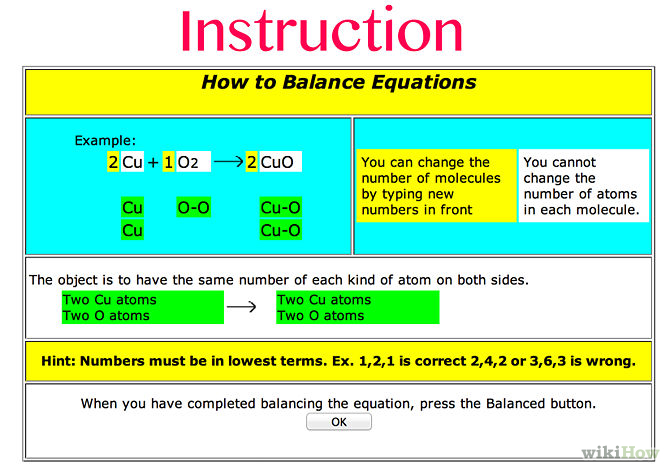 Instruction
How to Balance Equations
Example:
2 Cu + 1 O2 → 2 CuO
Cu O-O Cu-O
Cu Cu-O
You can change the
number of molecules
by typing new
numbers in front
You cannot
change the
number of atoms
in each molecule.
The object is to have the same number of each kind of atom on both sides.
Two Cu atoms → Two Cu atoms
Two O atoms Two O atoms
Hint: Numbers must be in lowest terms. Ex. 1,2,1 is correct 2,4,2 or 3,6,3 is wrong.
When you have completed balancing the equation, press the Balanced button.
OK
wikiHow